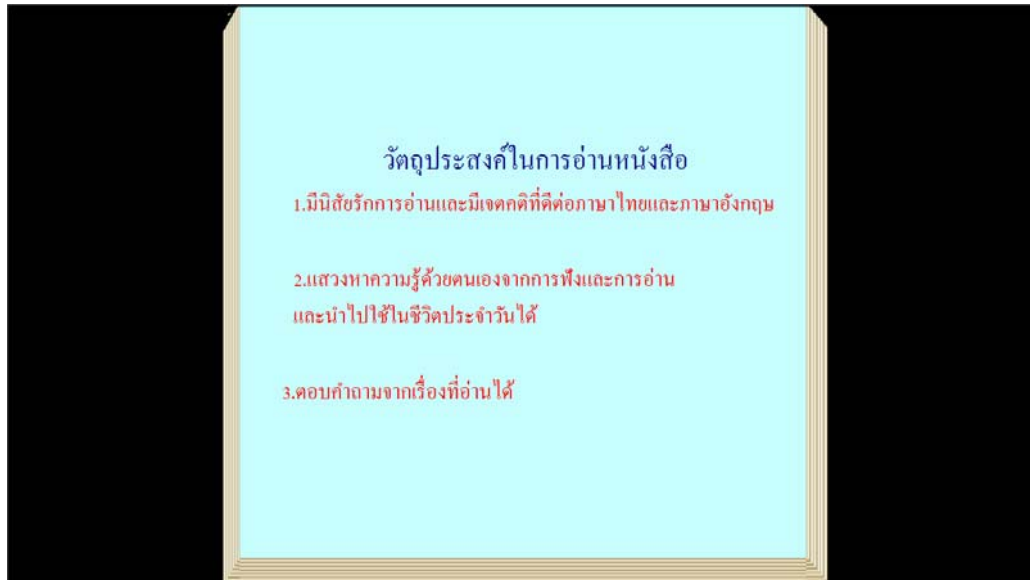 วัตถุประสงค์ในการอ่านหนังสือ
1.มีนิสัยรักการอ่านและมีเจตคติที่ดีต่อภาษาไทยและภาษาอังกฤษ
2.แสวงหาความรู้ด้วยตนเองจากการฟังและการอ่าน
และนำไปใช้ในชีวิตประจำวันได้
3.ตอบคำถามจากเรื่องที่อ่านได้